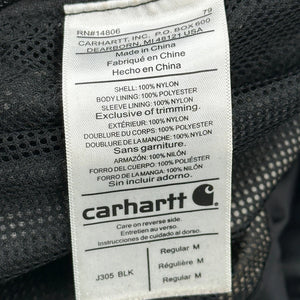 RN#14806
79
CARHARTT, INC. P.O BOX 600
DEARBORN, MI 48121 USA
Made in China
Fabriqué en Chine
Hecho en China
SHELL: 100% NYLON
BODY LINING: 100% POLYESTER
SLEEVE LINING: 100% NYLON
Exclusive of trimming.
EXTÉRIEUR: 100% NYLON
DOUBLURE DU CORPS: 100% POLYESTER
DOUBLURE DE MANCHE: 100% NYLON
Sans garniture.
ARMAZÓN: 100% NILÓN
FORRO DEL CUERPO: 100% POLIÉSTER
FORRO DE LA MANGA: 100% NILÓN
Sin incluir adorno.
carhartt
Care on reverse side.
Entretien au verso.
Instrucciones de cuidado al dorso.
J305 BLK
Regular M
Régulière M
Regular M